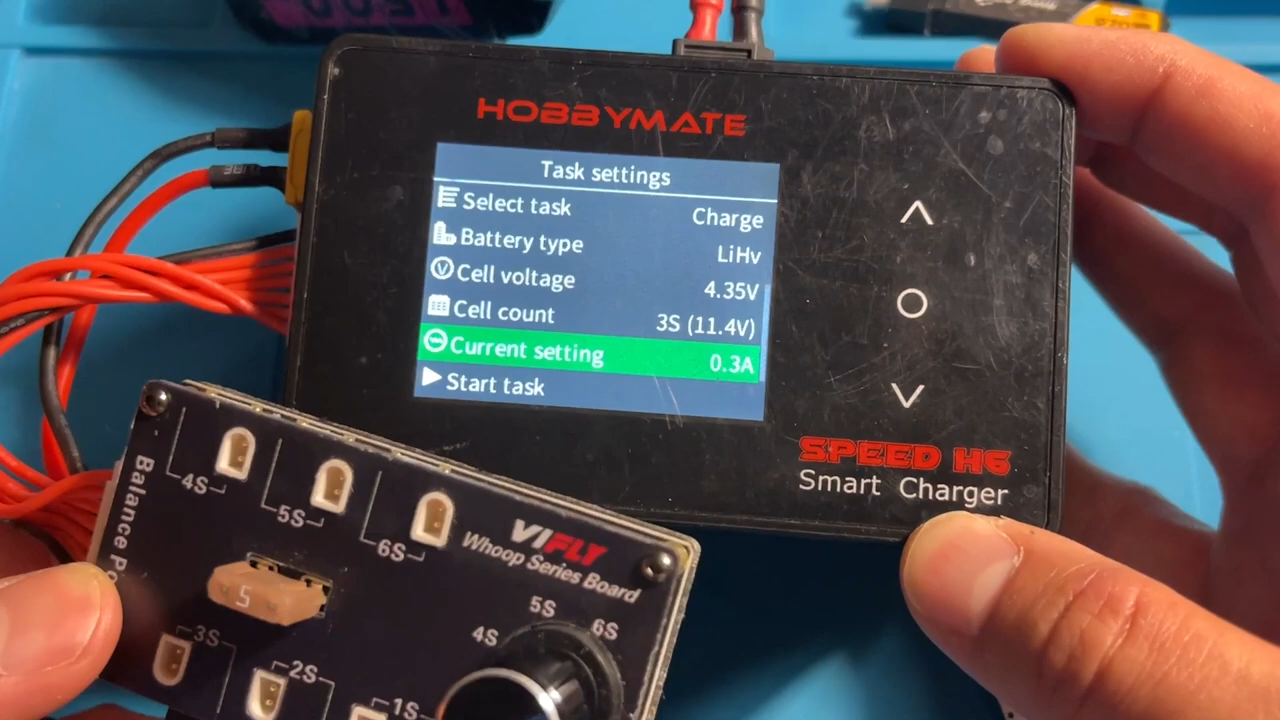 HOBBYMATE
Task settings
Select task Charge
Battery type LiHv
Cell voltage 4.35V
Cell count 3S (11.4V)
Current setting 0.3A
Start task
SPEED H6
Smart Charger
VIFLY
Whoop Series Board
Balance
4S
5S
6S
5
3S
2S
1S
4S
5S
6S